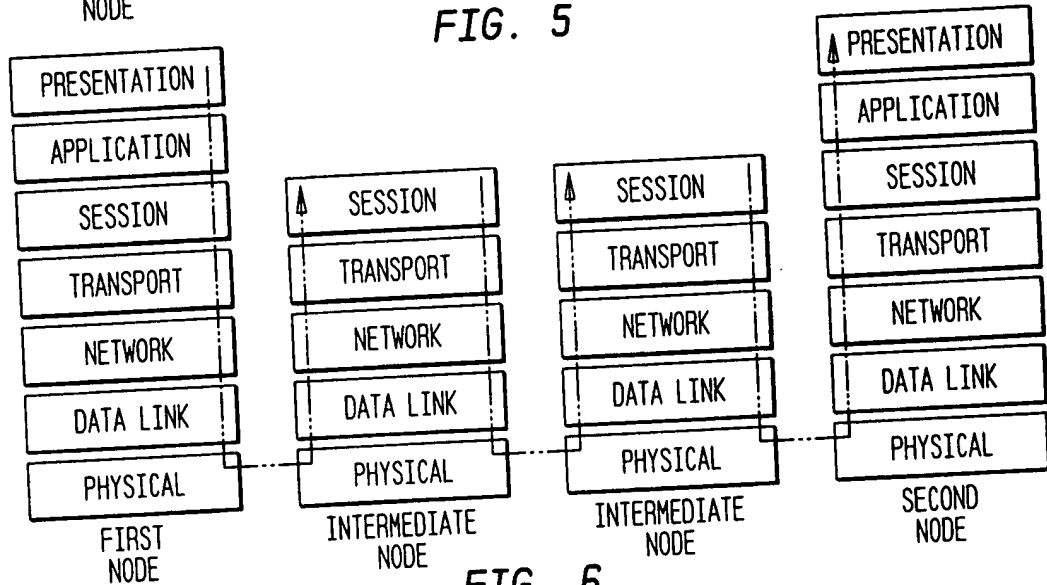 NODE
FIG. 5
PRESENTATION
APPLICATION
SESSION
TRANSPORT
NETWORK
DATA LINK
PHYSICAL
FIRST
NODE
SESSION
TRANSPORT
NETWORK
DATA LINK
PHYSICAL
INTERMEDIATE
NODE
SESSION
TRANSPORT
NETWORK
DATA LINK
PHYSICAL
INTERMEDIATE
NODE
PRESENTATION
APPLICATION
SESSION
TRANSPORT
NETWORK
DATA LINK
PHYSICAL
SECOND
NODE
FIG. 6